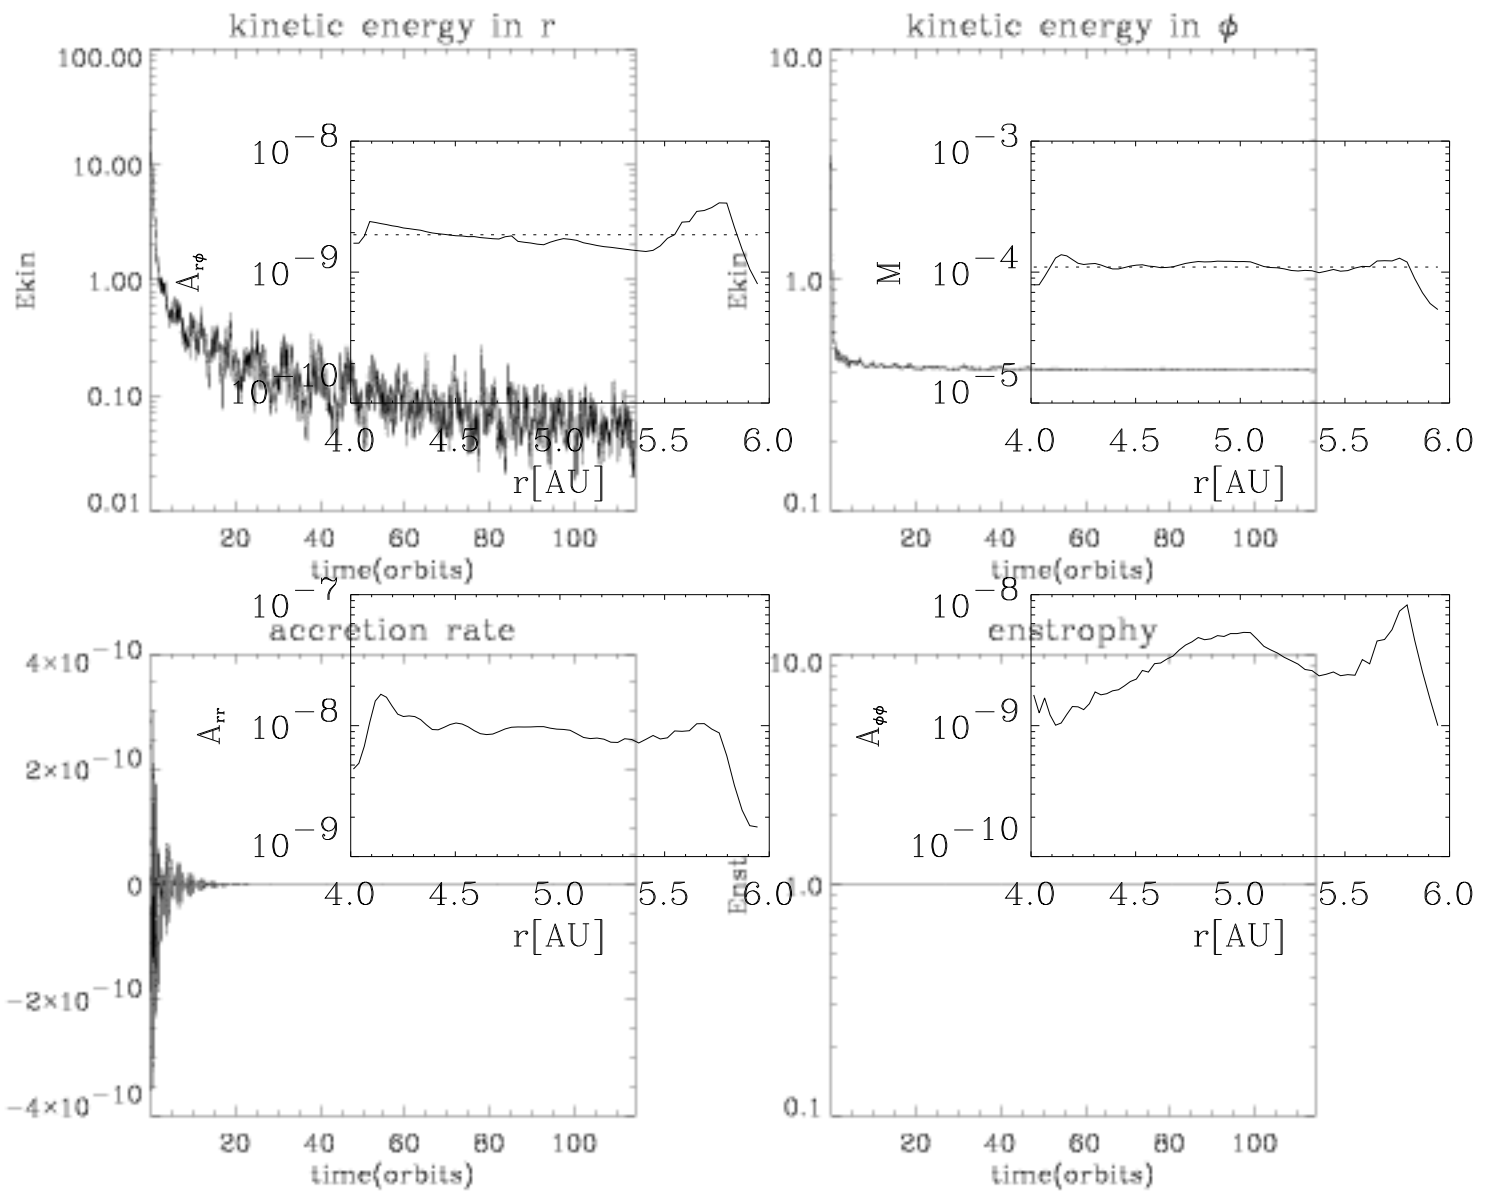 kinetic energy in r
kinetic energy in ϕ
100.00
10.00
1.00
0.10
0.01
Ekin
20 40 60 80 100
time(orbits)
10⁻⁸
10⁻⁹
10⁻¹⁰
A_rϕ
4.0 4.5 5.0 5.5 6.0
r[AU]
10.0
1.0
0.1
Ekin
20 40 60 80 100
time(orbits)
10⁻³
10⁻⁴
10⁻⁵
M
4.0 4.5 5.0 5.5 6.0
r[AU]
accretion rate
4×10⁻¹⁰
2×10⁻¹⁰
0
−2×10⁻¹⁰
−4×10⁻¹⁰
20 40 60 80 100
time(orbits)
10⁻⁷
10⁻⁸
10⁻⁹
A_rr
4.0 4.5 5.0 5.5 6.0
r[AU]
enstrophy
10.0
1.0
0.1
Enst
20 40 60 80 100
time(orbits)
10⁻⁸
10⁻⁹
10⁻¹⁰
A_ϕϕ
4.0 4.5 5.0 5.5 6.0
r[AU]